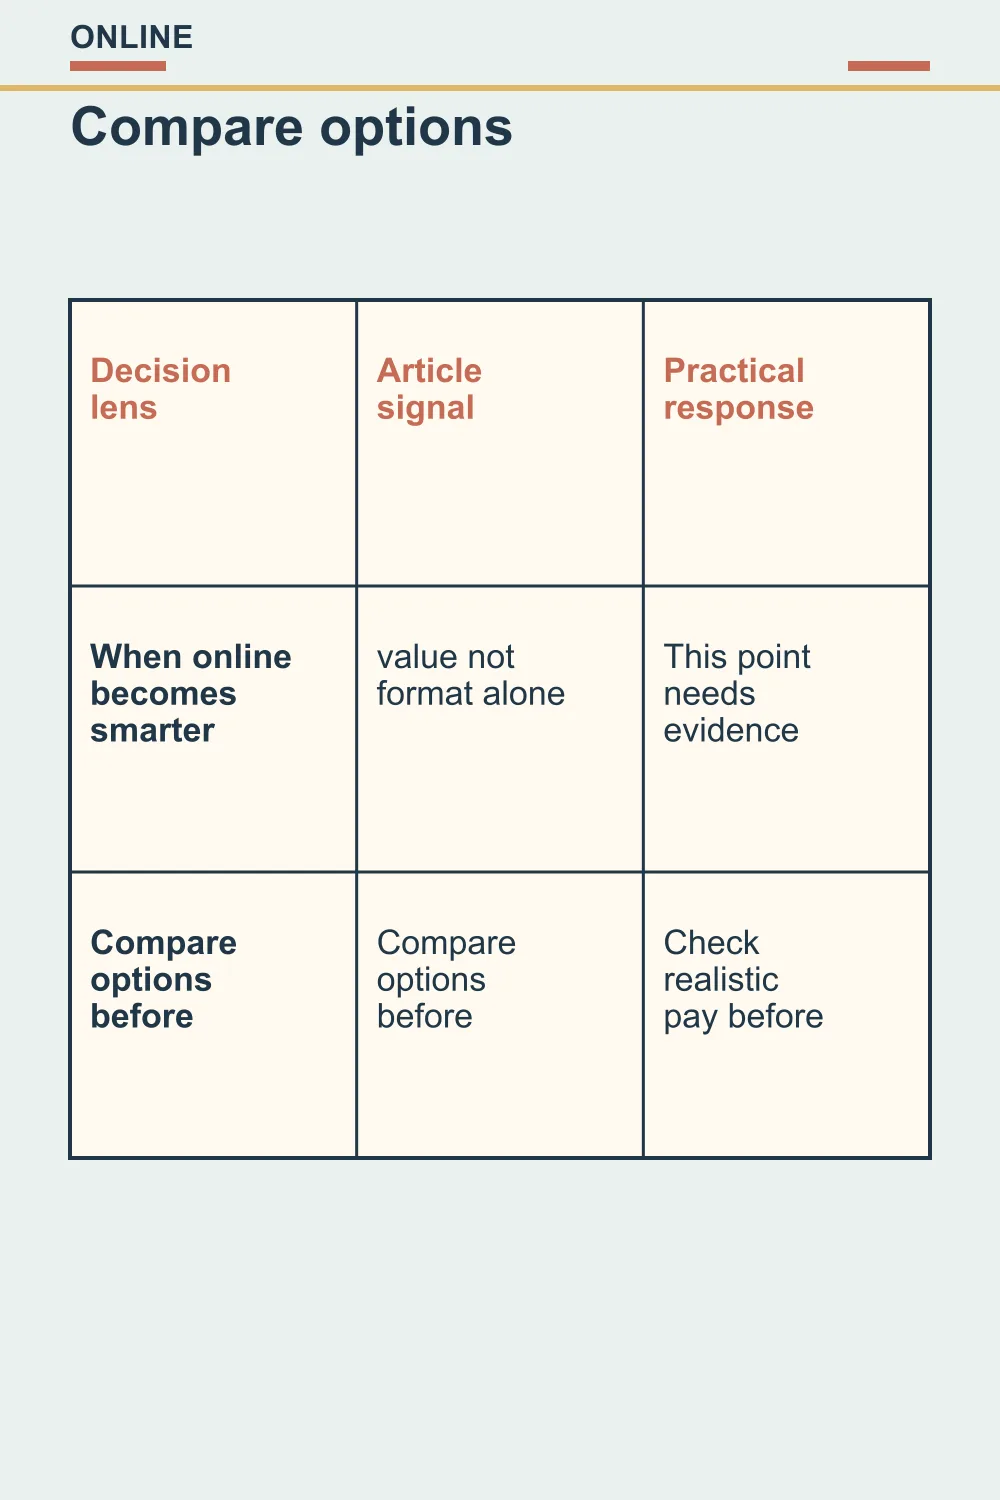 ONLINE
Compare options
Decision
lens
Article
signal
Practical
response
When online
becomes
smarter
value not
format alone
This point
needs
evidence
Compare
options
before
Compare
options
before
Check
realistic
pay before